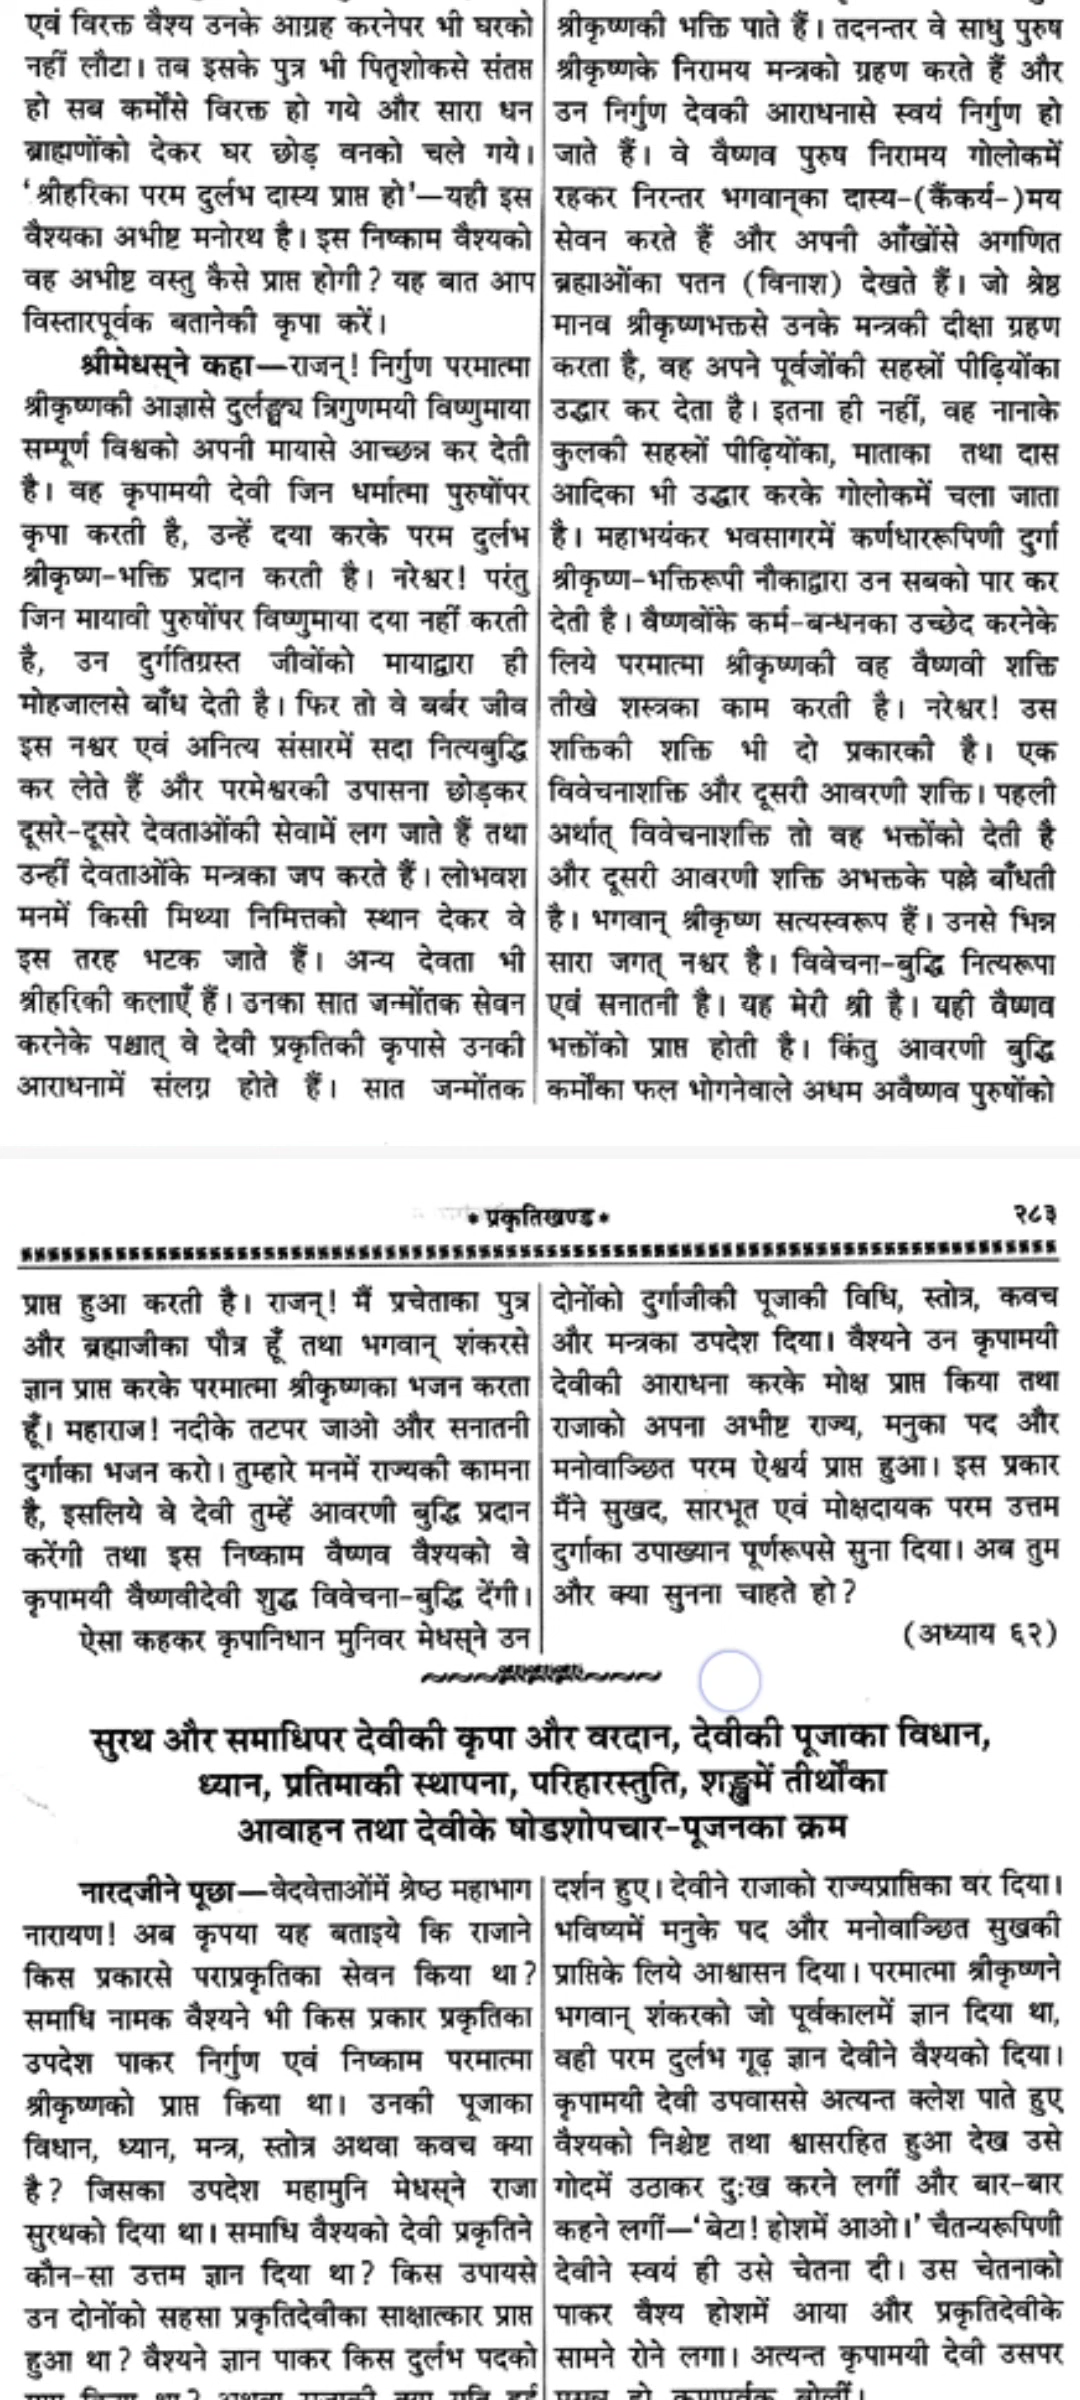 एवं विरक्त वैश्य उनके आग्रह करनेपर भी घरको
नहीं लौटा। तब इसके पुत्र भी पितृशोकसे संतप्त
हो सब कर्मोंसे विरक्त हो गये और सारा धन
ब्राह्मणोंको देकर घर छोड़ वनको चले गये।
‘श्रीहरिका परम दुर्लभ दास्य प्राप्त हो’—यही इस
वैश्यका अभीष्ट मनोरथ है। इस निष्काम वैश्यको
वह अभीष्ट वस्तु कैसे प्राप्त होगी? यह बात आप
विस्तारपूर्वक बतानेकी कृपा करें।
श्रीमेधस्ने कहा—राजन्! निर्गुण परमात्मा
श्रीकृष्णकी आज्ञासे दुर्लङ्घ्य त्रिगुणमयी विष्णुमाया
सम्पूर्ण विश्वको अपनी मायासे आच्छन्न कर देती
है। वह कृपामयी देवी जिन धर्मात्मा पुरुषोंपर
कृपा करती है, उन्हें दया करके परम दुर्लभ
श्रीकृष्ण-भक्ति प्रदान करती है। नरेश्वर! परंतु
जिन मायावी पुरुषोंपर विष्णुमाया दया नहीं करती
है, उन दुर्गतिग्रस्त जीवोंको मायाद्वारा ही
मोहजालसे बाँध देती है। फिर तो वे बर्बर जीव
इस नश्वर एवं अनित्य संसारमें सदा नित्यबुद्धि
कर लेते हैं और परमेश्वरकी उपासना छोड़कर
दूसरे-दूसरे देवताओंकी सेवामें लग जाते हैं तथा
उन्हीं देवताओंके मन्त्रका जप करते हैं। लोभवश
मनमें किसी मिथ्या निमित्तको स्थान देकर वे
इस तरह भटक जाते हैं। अन्य देवता भी
श्रीहरिकी कलाएँ हैं। उनका सात जन्मोंतक सेवन
करनेके पश्चात् वे देवी प्रकृतिकी कृपासे उनकी
आराधनामें संलग्न होते हैं। सात जन्मोंतक
श्रीकृष्णकी भक्ति पाते हैं। तदनन्तर वे साधु पुरुष
श्रीकृष्णके निरामय मन्त्रको ग्रहण करते हैं और
उन निर्गुण देवकी आराधनासे स्वयं निर्गुण हो
जाते हैं। वे वैष्णव पुरुष निरामय गोलोकमें
रहकर निरन्तर भगवान्‌का दास्य-(कैंकर्य-)मय
सेवन करते हैं और अपनी आँखोंसे अगणित
ब्रह्माओंका पतन (विनाश) देखते हैं। जो श्रेष्ठ
मानव श्रीकृष्णभक्तसे उनके मन्त्रकी दीक्षा ग्रहण
करता है, वह अपने पूर्वजोंकी सहस्रों पीढ़ियोंका
उद्धार कर देता है। इतना ही नहीं, वह नानाके
कुलकी सहस्रों पीढ़ियोंका, माताका तथा दास
आदिका भी उद्धार करके गोलोकमें चला जाता
है। महाभयंकर भवसागरमें कर्णधाररूपिणी दुर्गा
श्रीकृष्ण-भक्तिरूपी नौकाद्वारा उन सबको पार कर
देती है। वैष्णवोंके कर्म-बन्धनका उच्छेद करनेके
लिये परमात्मा श्रीकृष्णकी वह वैष्णवी शक्ति
तीखे शस्त्रका काम करती है। नरेश्वर! उस
शक्तिकी शक्ति भी दो प्रकारकी है। एक
विवेचनाशक्ति और दूसरी आवरणी शक्ति। पहली
अर्थात् विवेचनाशक्ति तो वह भक्तोंको देती है
और दूसरी आवरणी शक्ति अभक्तके पल्ले बाँधती
है। भगवान् श्रीकृष्ण सत्यस्वरूप हैं। उनसे भिन्न
सारा जगत् नश्वर है। विवेचना-बुद्धि नित्यरूपा
एवं सनातनी है। यह मेरी श्री है। यही वैष्णव
भक्तोंको प्राप्त होती है। किंतु आवरणी बुद्धि
कर्मोंका फल भोगनेवाले अधम अवैष्णव पुरुषोंको
* प्रकृतिखण्ड *
२८३
प्राप्त हुआ करती है। राजन्! मैं प्रचेताका पुत्र
और ब्रह्माजीका पौत्र हूँ तथा भगवान् शंकरसे
ज्ञान प्राप्त करके परमात्मा श्रीकृष्णका भजन करता
हूँ। महाराज! नदीके तटपर जाओ और सनातनी
दुर्गाका भजन करो। तुम्हारे मनमें राज्यकी कामना
है, इसलिये वे देवी तुम्हें आवरणी बुद्धि प्रदान
करेंगी तथा इस निष्काम वैष्णव वैश्यको वे
कृपामयी वैष्णवीदेवी शुद्ध विवेचना-बुद्धि देंगी।
ऐसा कहकर कृपानिधान मुनिवर मेधस्ने उन
दोनोंको दुर्गाजीकी पूजाकी विधि, स्तोत्र, कवच
और मन्त्रका उपदेश दिया। वैश्यने उन कृपामयी
देवीकी आराधना करके मोक्ष प्राप्त किया तथा
राजाको अपना अभीष्ट राज्य, मनुका पद और
मनोवाञ्छित परम ऐश्वर्य प्राप्त हुआ। इस प्रकार
मैंने सुखद, सारभूत एवं मोक्षदायक परम उत्तम
दुर्गाका उपाख्यान पूर्णरूपसे सुना दिया। अब तुम
और क्या सुनना चाहते हो?
(अध्याय ६२)
सुरथ और समाधिपर देवीकी कृपा और वरदान, देवीकी पूजाका विधान,
ध्यान, प्रतिमाकी स्थापना, परिहारस्तुति, शङ्खमें तीर्थोंका
आवाहन तथा देवीके षोडशोपचार-पूजनका क्रम
नारदजीने पूछा—वेदवेत्ताओंमें श्रेष्ठ महाभाग
नारायण! अब कृपया यह बताइये कि राजाने
किस प्रकारसे पराप्रकृतिका सेवन किया था?
समाधि नामक वैश्यने भी किस प्रकार प्रकृतिका
उपदेश पाकर निर्गुण एवं निष्काम परमात्मा
श्रीकृष्णको प्राप्त किया था। उनकी पूजाका
विधान, ध्यान, मन्त्र, स्तोत्र अथवा कवच क्या
है? जिसका उपदेश महामुनि मेधस्ने राजा
सुरथको दिया था। समाधि वैश्यको देवी प्रकृतिने
कौन-सा उत्तम ज्ञान दिया था? किस उपायसे
उन दोनोंको सहसा प्रकृतिदेवीका साक्षात्कार प्राप्त
हुआ था? वैश्यने ज्ञान पाकर किस दुर्लभ पदको
दर्शन हुए। देवीने राजाको राज्यप्राप्तिका वर दिया।
भविष्यमें मनुके पद और मनोवाञ्छित सुखकी
प्राप्तिके लिये आश्वासन दिया। परमात्मा श्रीकृष्णने
भगवान् शंकरको जो पूर्वकालमें ज्ञान दिया था,
वही परम दुर्लभ गूढ़ ज्ञान देवीने वैश्यको दिया।
कृपामयी देवी उपवाससे अत्यन्त क्लेश पाते हुए
वैश्यको निश्चेष्ट तथा श्वासरहित हुआ देख उसे
गोदमें उठाकर दुःख करने लगीं और बार-बार
कहने लगीं—‘बेटा! होशमें आओ।’ चैतन्यरूपिणी
देवीने स्वयं ही उसे चेतना दी। उस चेतनाको
पाकर वैश्य होशमें आया और प्रकृतिदेवीके
सामने रोने लगा। अत्यन्त कृपामयी देवी उसपर